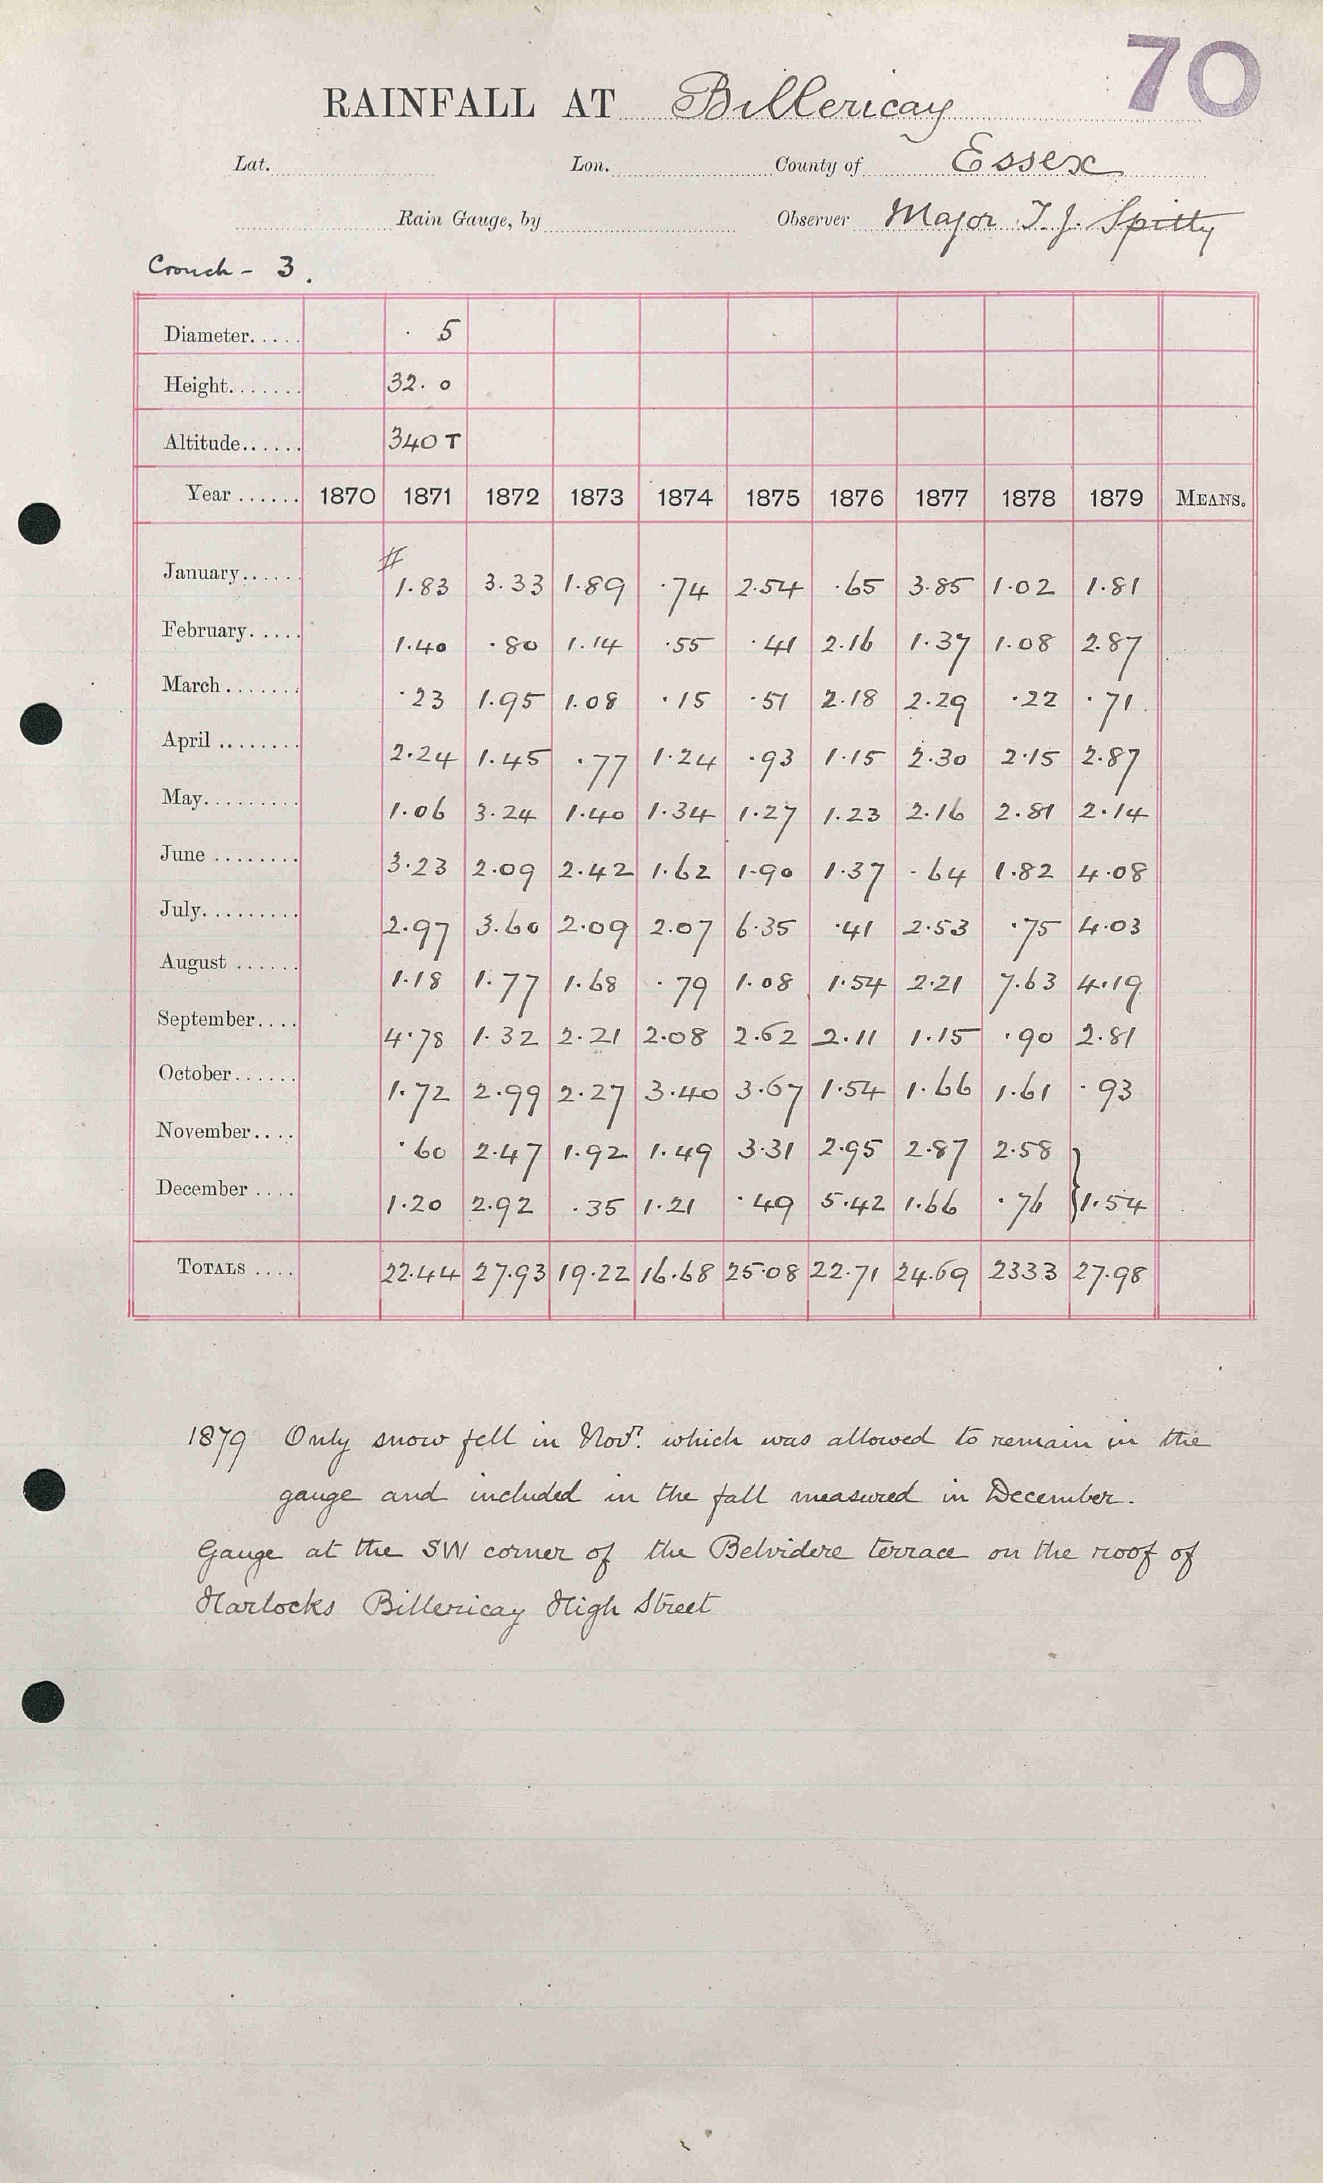 70
RAINFALL AT Billericay
Lat. Lon. County of Essex
Rain Gauge, by Observer Major T. J. Spitty
Crouch - 3.
Diameter..... 5
Height....... 32. 0
Altitude...... 340 T
Year ...... 1870 1871 1872 1873 1874 1875 1876 1877 1878 1879 MEANS.
#
January...... 1.83 3.33 1.89 .74 2.54 .65 3.85 1.02 1.81
February..... 1.40 .80 1.14 .55 .41 2.16 1.37 1.08 2.87
March....... .23 1.95 1.08 .15 .51 2.18 2.29 .22 .71
April ........ 2.24 1.45 .77 1.24 .93 1.15 2.30 2.15 2.87
May......... 1.06 3.24 1.40 1.34 1.27 1.23 2.16 2.81 2.14
June ........ 3.23 2.09 2.42 1.62 1.90 1.37 .64 1.82 4.08
July......... 2.97 3.60 2.09 2.07 6.35 .41 2.53 .75 4.03
August ...... 1.18 1.77 1.68 .79 1.08 1.54 2.21 7.63 4.19
September.... 4.78 1.32 2.21 2.08 2.62 2.11 1.15 .90 2.81
October...... 1.72 2.99 2.27 3.40 3.67 1.54 1.66 1.61 .93
November.... .60 2.47 1.92 1.49 3.31 2.95 2.87 2.58
December .... 1.20 2.92 .35 1.21 .49 5.42 1.66 .76 }1.54
TOTALS .... 22.44 27.93 19.22 16.68 25.08 22.71 24.69 2333 27.98
1879 Only snow fell in Novr. which was allowed to remain in the
gauge and included in the fall measured in December.
Gauge at the SW corner of the Belvidere terrace on the roof of
Harlocks Billericay High Street